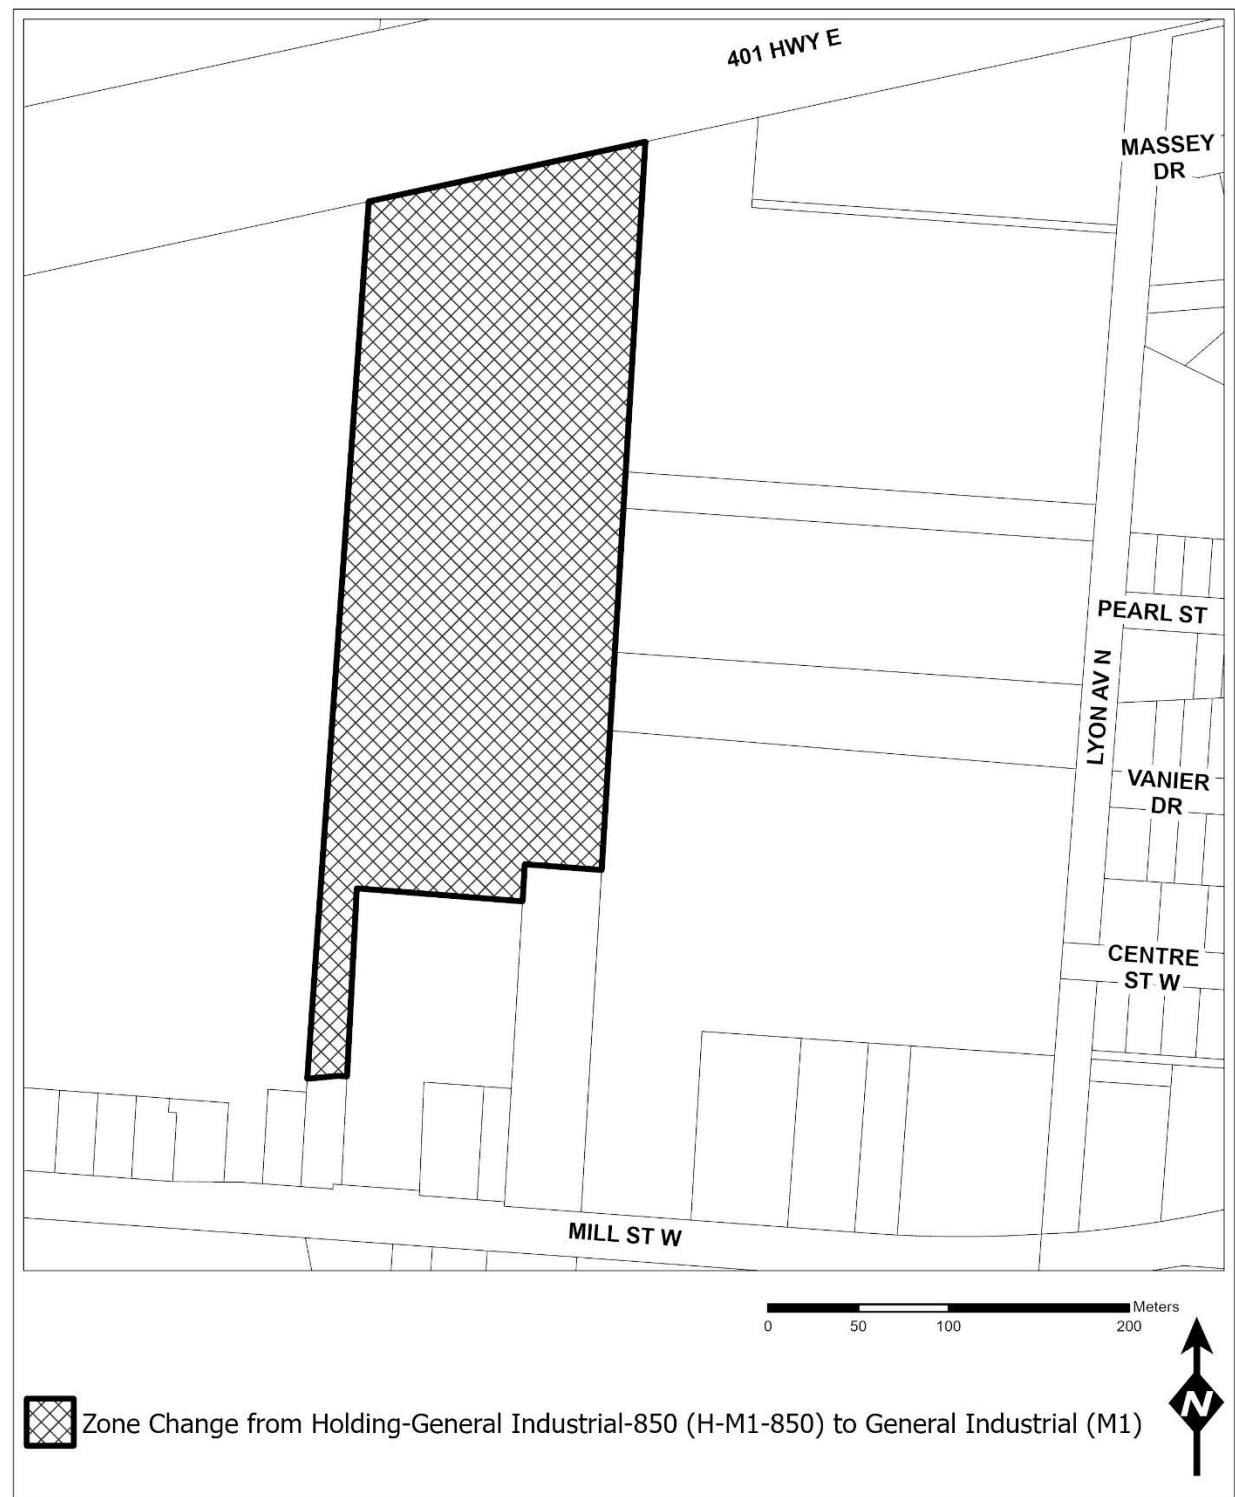 401 HWY E
MASSEY
DR
PEARL ST
LYON AV N
VANIER
DR
CENTRE
ST W
MILL ST W
Meters
0 50 100 200
Zone Change from Holding-General Industrial-850 (H-M1-850) to General Industrial (M1)
N